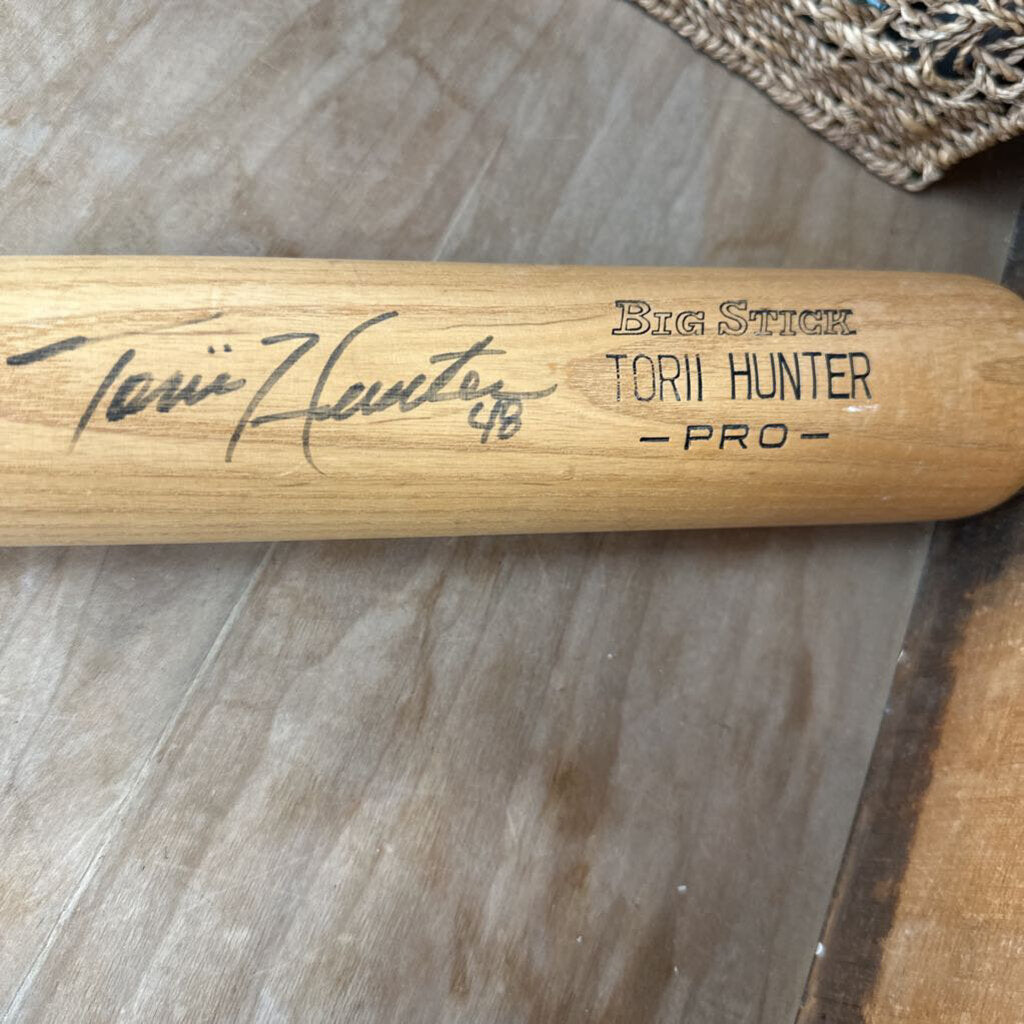 Torii Hunter
48
BIG STICK
TORII HUNTER
-PRO-